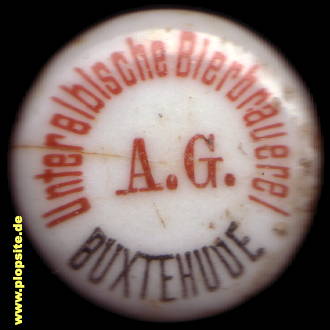 Unterelbische Bierbrauerei
A.G.
BUXTEHUDE
www.plopsite.de